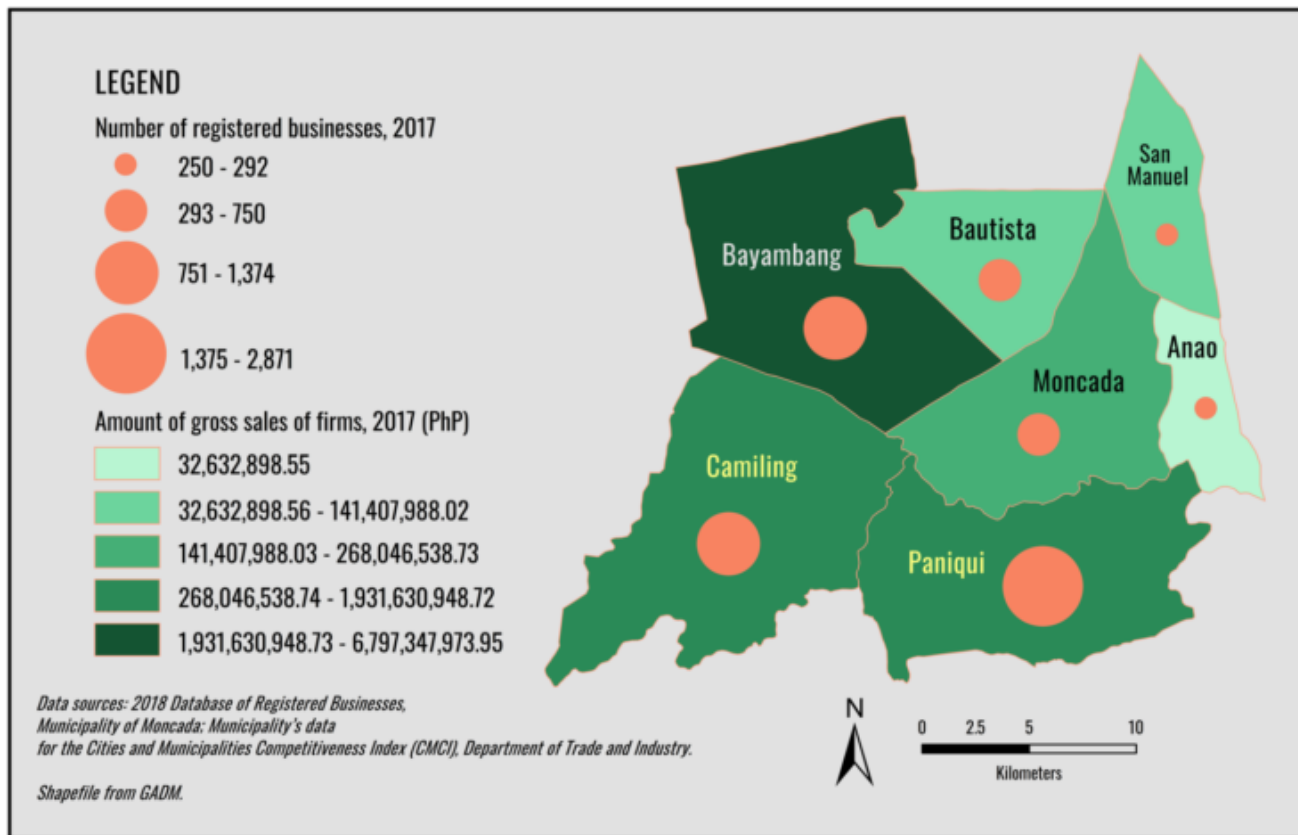 LEGEND
Number of registered businesses, 2017
250 - 292
293 - 750
751 - 1,374
1,375 - 2,871
Amount of gross sales of firms, 2017 (PhP)
32,632,898.55
32,632,898.56 - 141,407,988.02
141,407,988.03 - 268,046,538.73
268,046,538.74 - 1,931,630,948.72
1,931,630,948.73 - 6,797,347,973.95
Data sources: 2018 Database of Registered Businesses,
Municipality of Moncada; Municipality's data
for the Cities and Municipalities Competitiveness Index (CMCI), Department of Trade and Industry.
Shapefile from GADM.
San
Manuel
Bautista
Bayambang
Anao
Moncada
Camiling
Paniqui
N
0 2.5 5 10
Kilometers